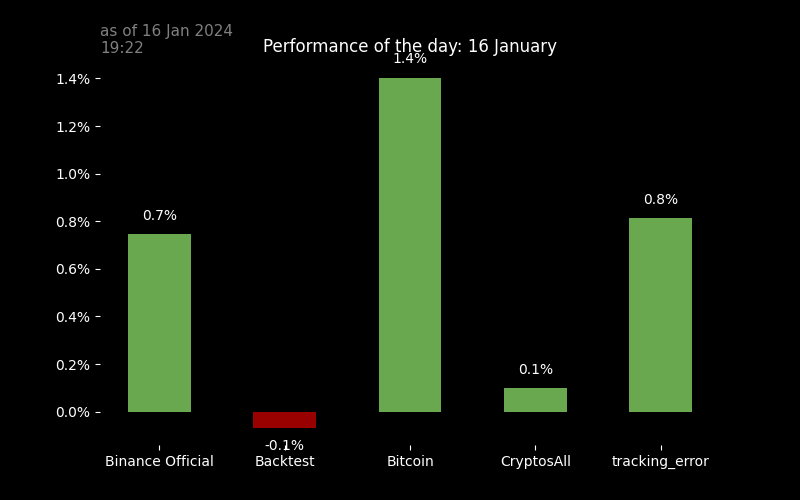 as of 16 Jan 2024
19:22
Performance of the day: 16 January
1.4%
1.4%
1.2%
1.0%
0.8%
0.6%
0.4%
0.2%
0.0%
0.7%
-0.1%
0.1%
0.8%
Binance Official
Backtest
Bitcoin
CryptosAll
tracking_error